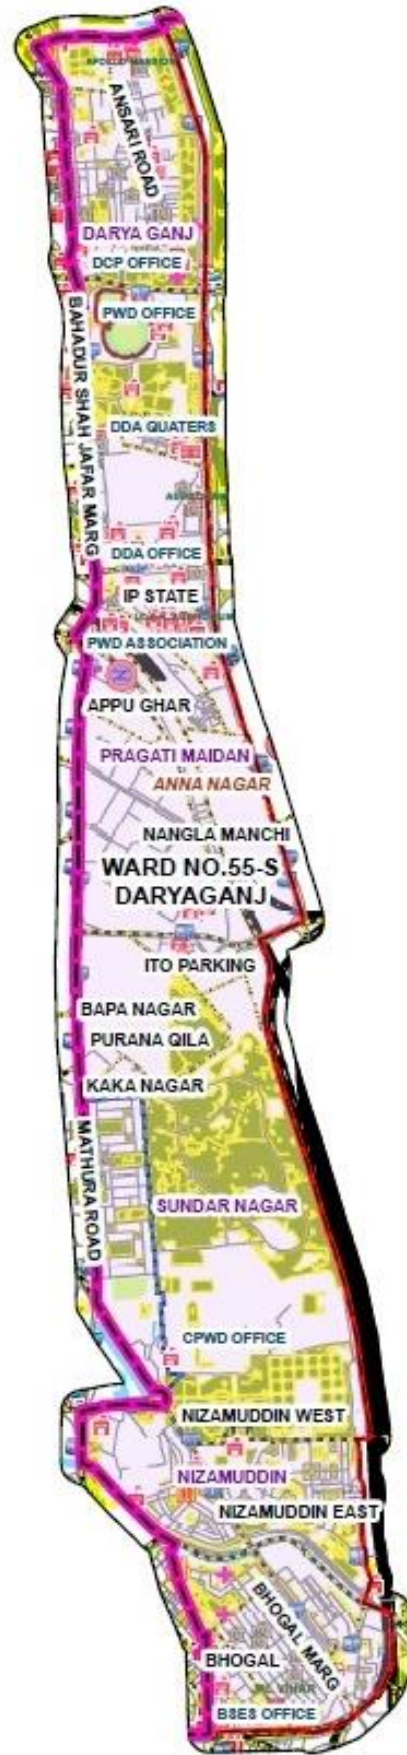 ANSARI ROAD
DARYA GANJ
DCP OFFICE
PWD OFFICE
BAHADUR SHAH JAFAR MARG
DDA QUATERS
DDA OFFICE
IP STATE
PWD ASSOCIATION
APPU GHAR
PRAGATI MAIDAN
ANNA NAGAR
NANGLA MANCHI
WARD NO.55-S
DARYAGANJ
ITO PARKING
BAPA NAGAR
PURANA QILA
KAKA NAGAR
MATHURA ROAD
SUNDAR NAGAR
CPWD OFFICE
NIZAMUDDIN WEST
NIZAMUDDIN
NIZAMUDDIN EAST
BHOGAL MARG
BHOGAL
BSES OFFICE